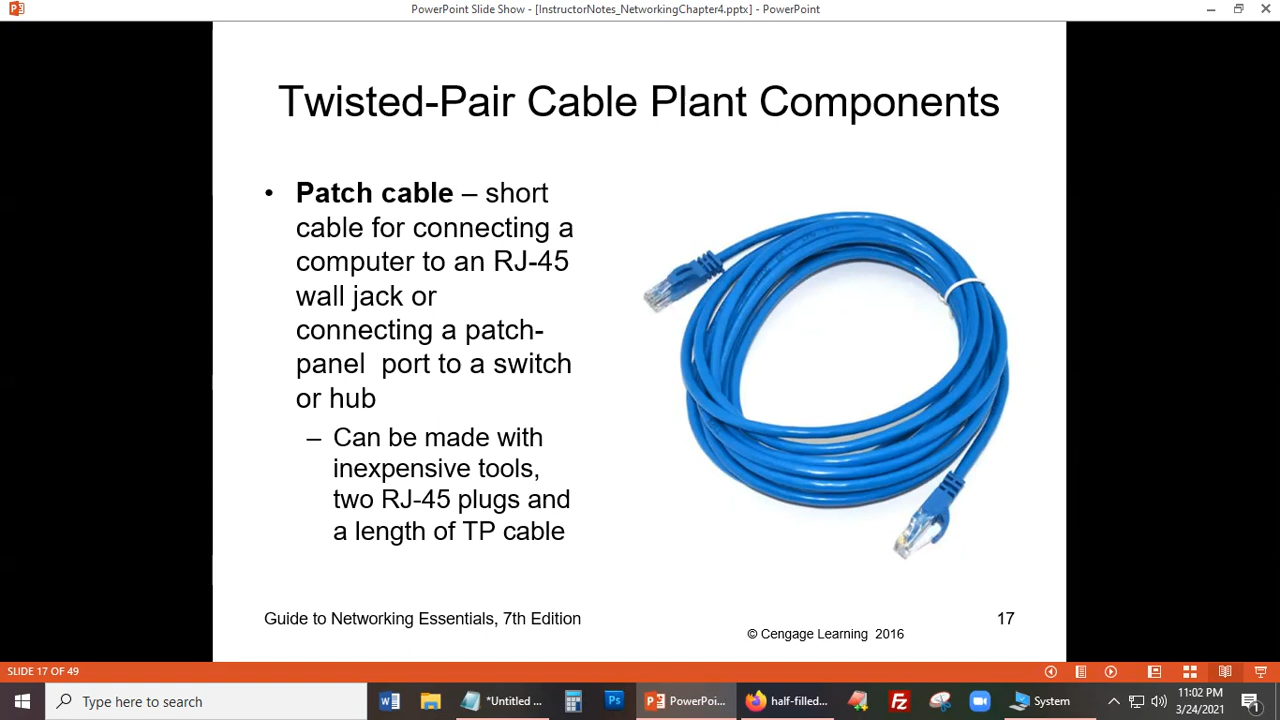 PowerPoint Slide Show - [InstructorNotes_NetworkingChapter4.pptx] - PowerPoint
Twisted-Pair Cable Plant Components
• Patch cable – short
cable for connecting a
computer to an RJ-45
wall jack or
connecting a patch-
panel  port to a switch
or hub
– Can be made with
inexpensive tools,
two RJ-45 plugs and
a length of TP cable
Guide to Networking Essentials, 7th Edition
17
© Cengage Learning  2016
SLIDE 17 OF 49
Type here to search
*Untitled ...
PowerPoi...
half-filled...
System
11:02 PM
3/24/2021
1